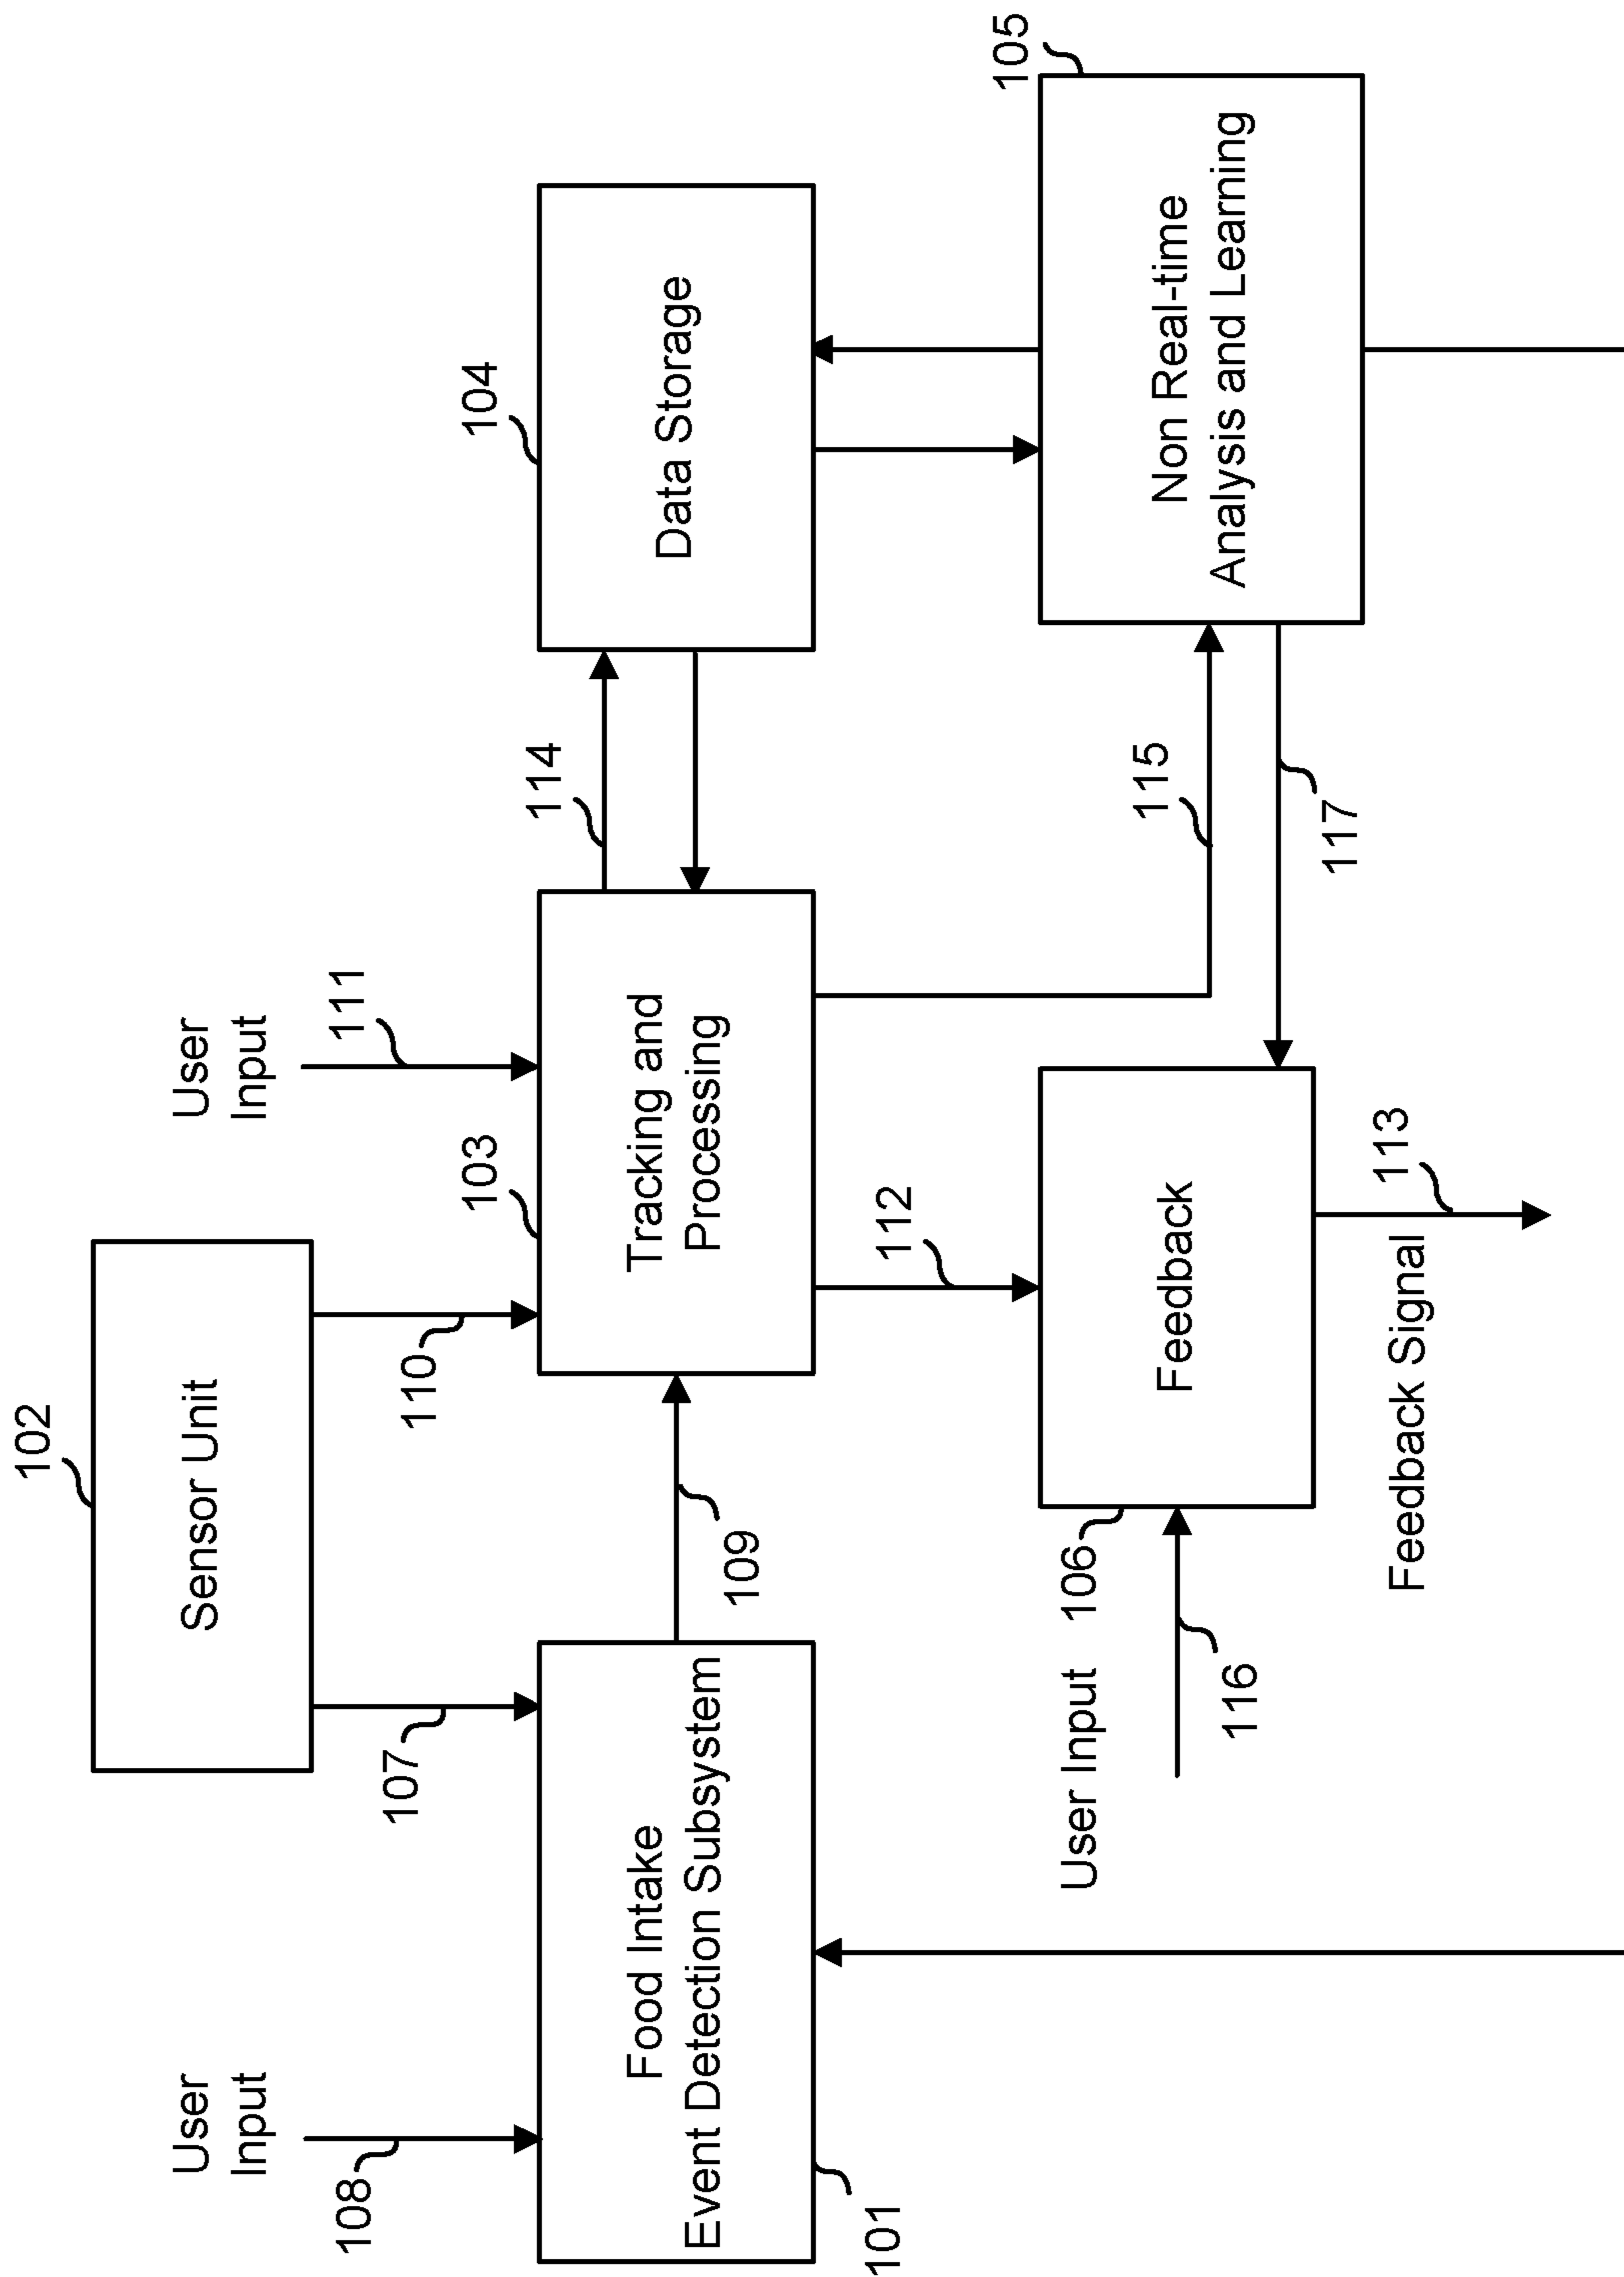 102
Sensor Unit
User
Input
108
107
110
User
Input
111
103
114
104
101
Food Intake
Event Detection Subsystem
109
Tracking and
Processing
Data Storage
112
115
105
User Input
116
106
Feedback
117
Non Real-time
Analysis and Learning
Feedback Signal
113